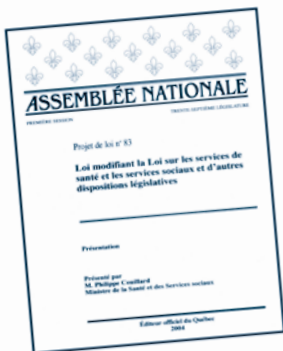 ASSEMBLÉE NATIONALE
PREMIÈRE SESSION TRENTE-SEPTIÈME LÉGISLATURE
Projet de loi n° 83
Loi modifiant la Loi sur les services de
santé et les services sociaux et d'autres
dispositions législatives
Présentation
Présenté par
M. Philippe Couillard
Ministre de la Santé et des Services sociaux
Éditeur officiel du Québec
2004